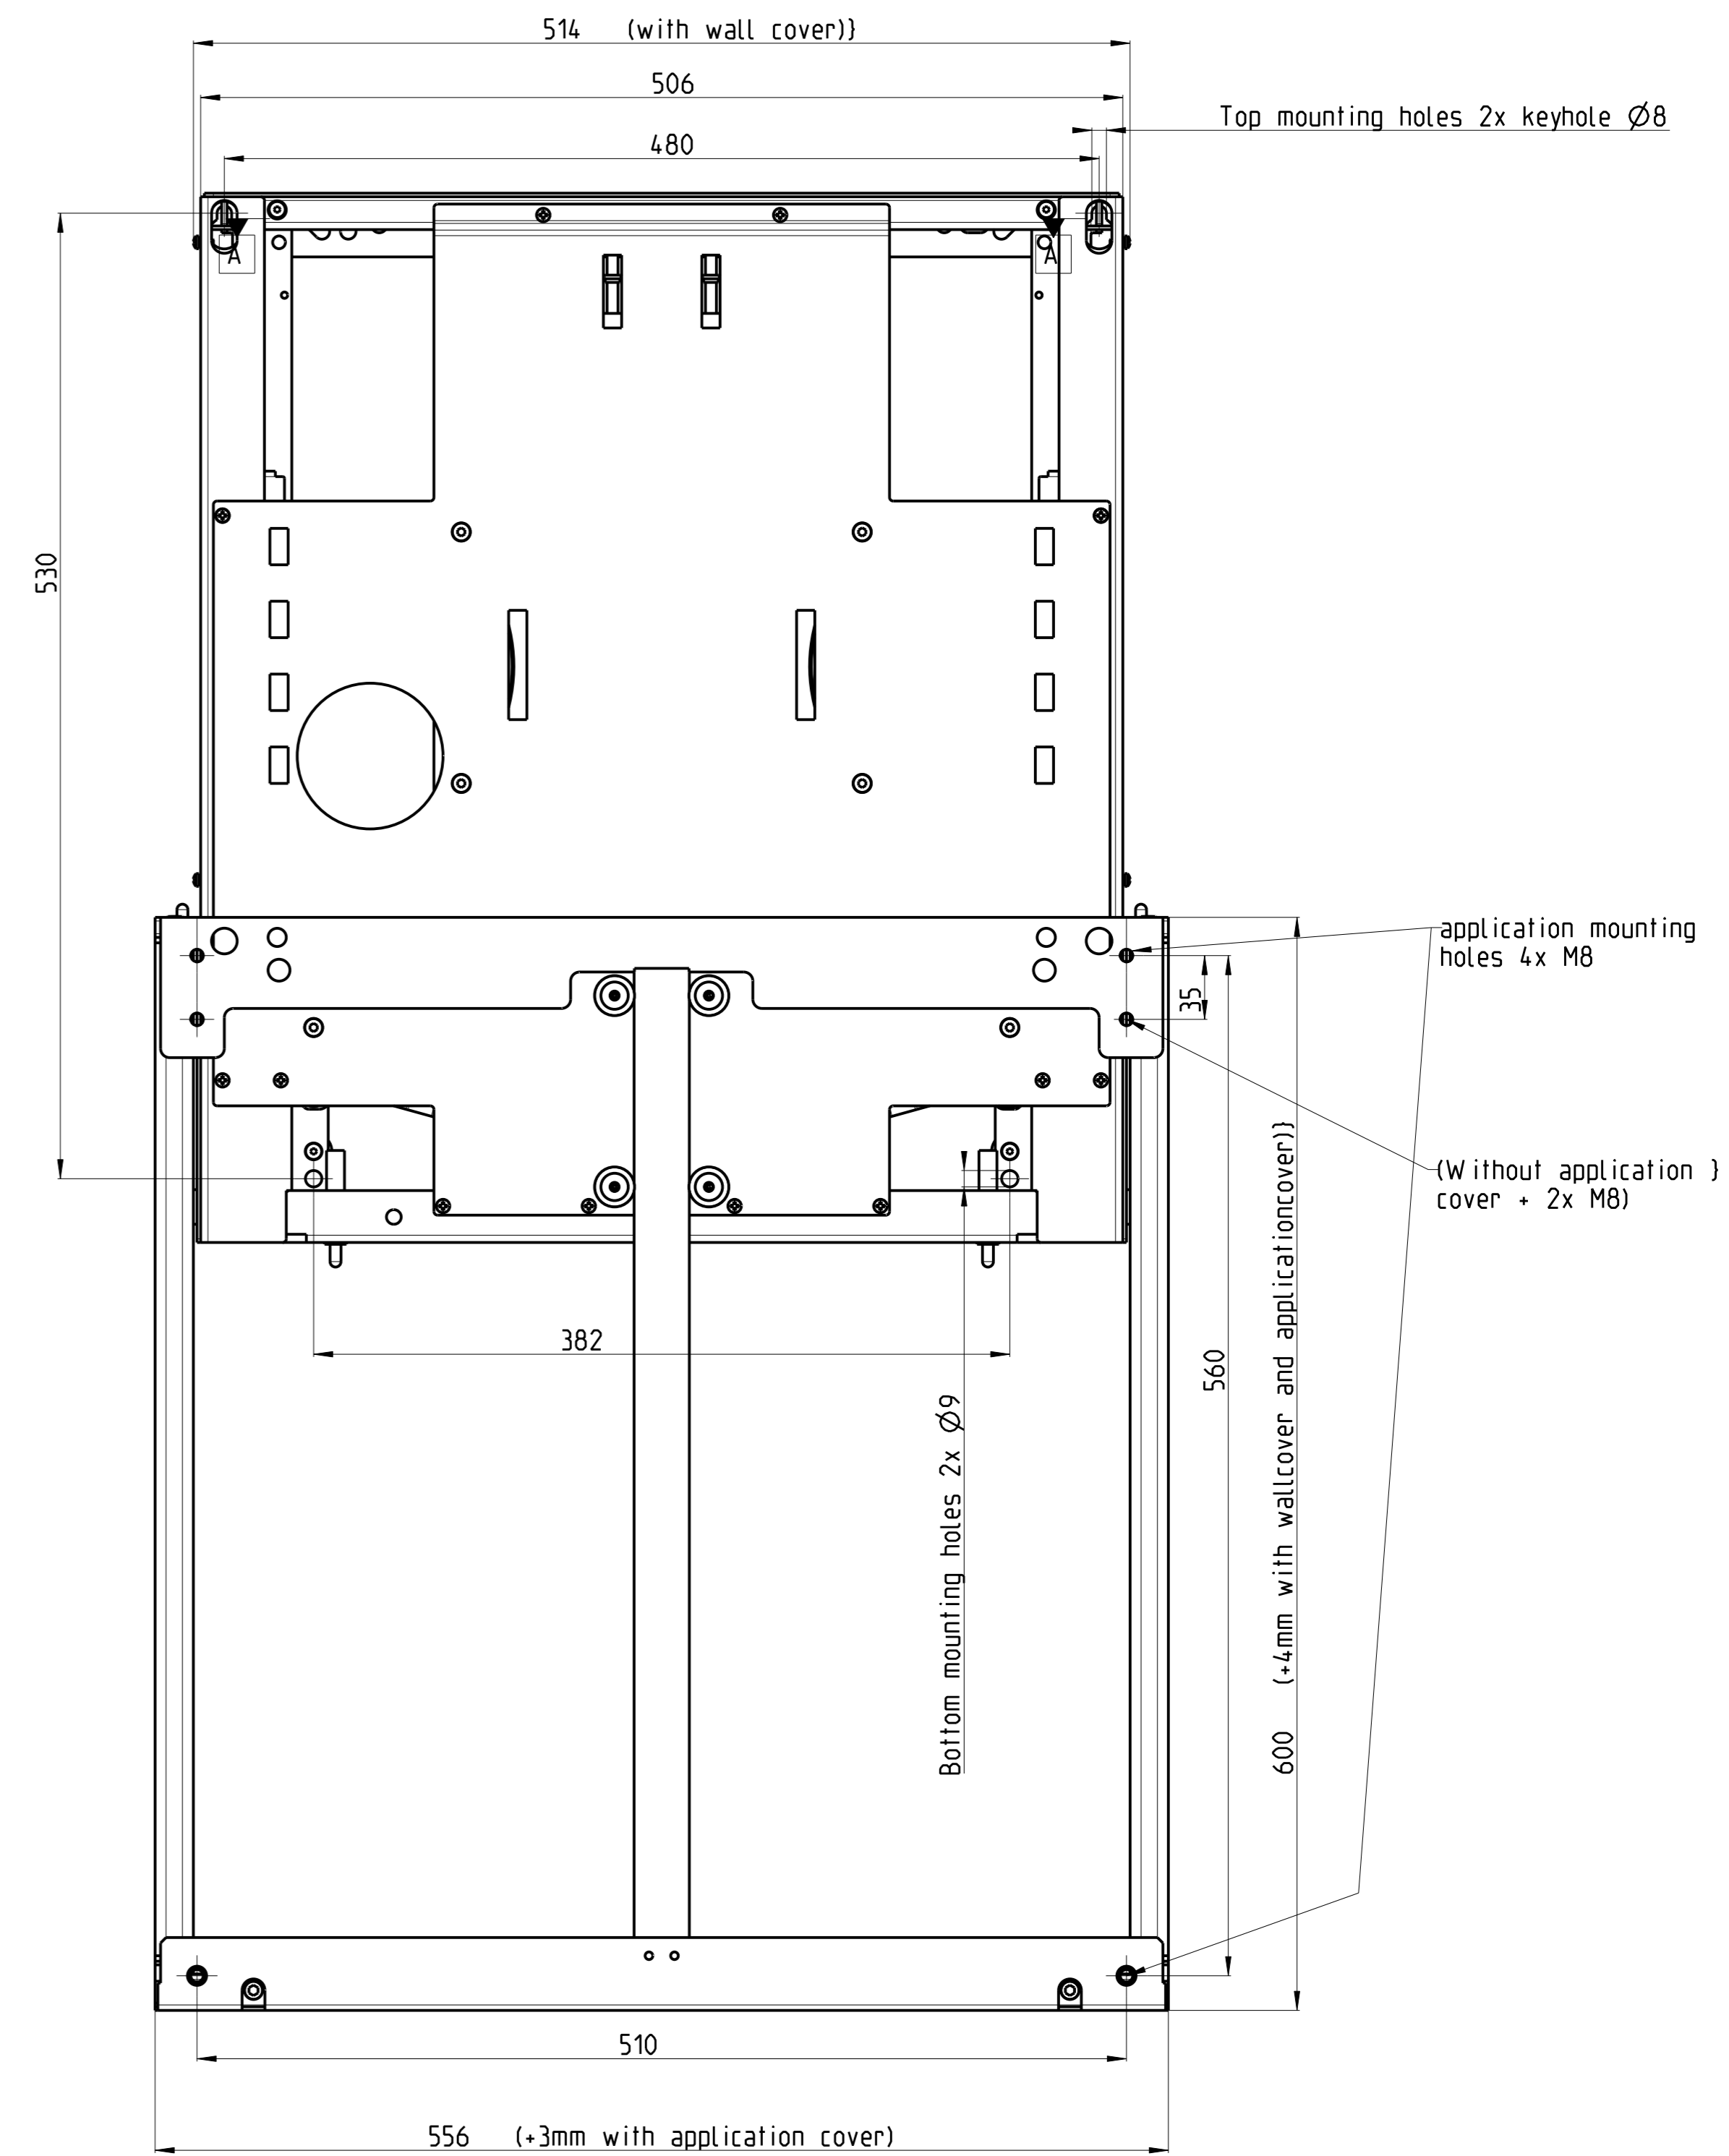 514 (with wall cover)}
506
Top mounting holes 2x keyhole Ø8
480
A
A
530
application mounting
holes 4x M8
35
(Without application }
cover + 2x M8)
382
560
600 (+4mm with wallcover and applicationcover)}
Bottom mounting holes 2x Ø9
510
556 (+3mm with application cover)